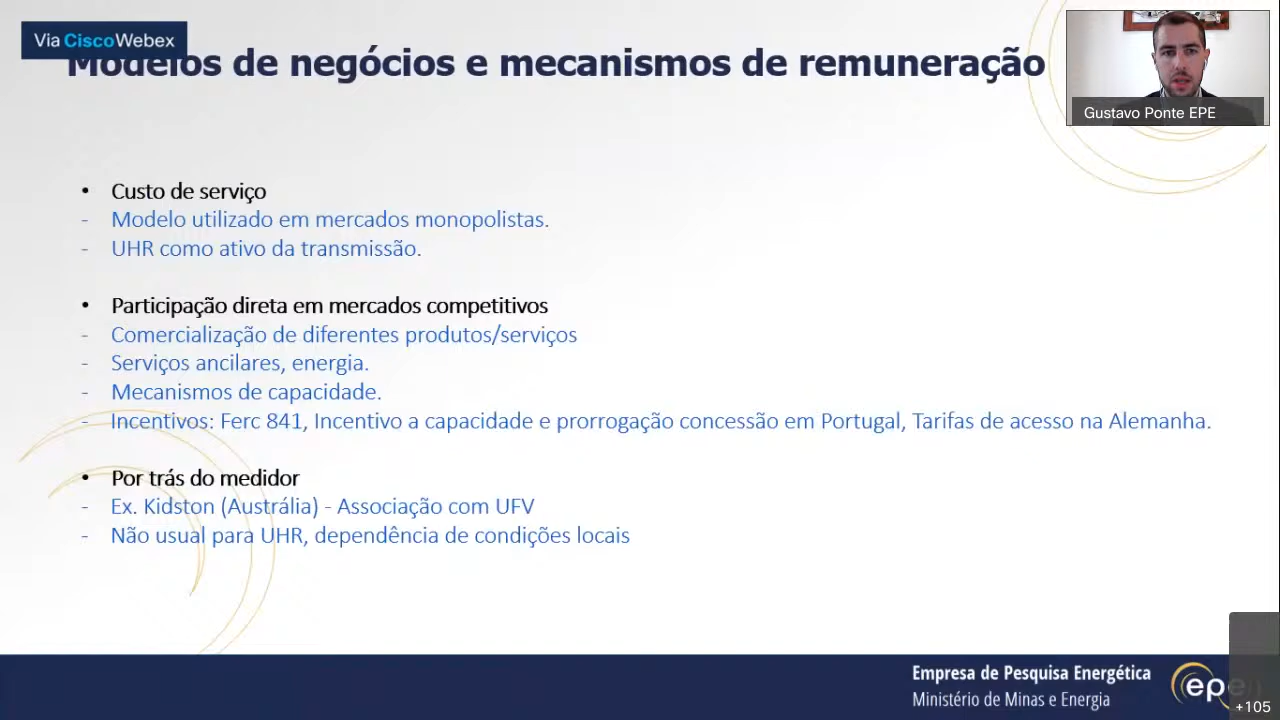 Via Cisco Webex
Modelos de negócios e mecanismos de remuneração
Gustavo Ponte EPE
• Custo de serviço
- Modelo utilizado em mercados monopolistas.
- UHR como ativo da transmissão.
• Participação direta em mercados competitivos
- Comercialização de diferentes produtos/serviços
- Serviços ancilares, energia.
- Mecanismos de capacidade.
- Incentivos: Ferc 841, Incentivo a capacidade e prorrogação concessão em Portugal, Tarifas de acesso na Alemanha.
• Por trás do medidor
- Ex. Kidston (Austrália) - Associação com UFV
- Não usual para UHR, dependência de condições locais
Empresa de Pesquisa Energética
Ministério de Minas e Energia
epe
+105